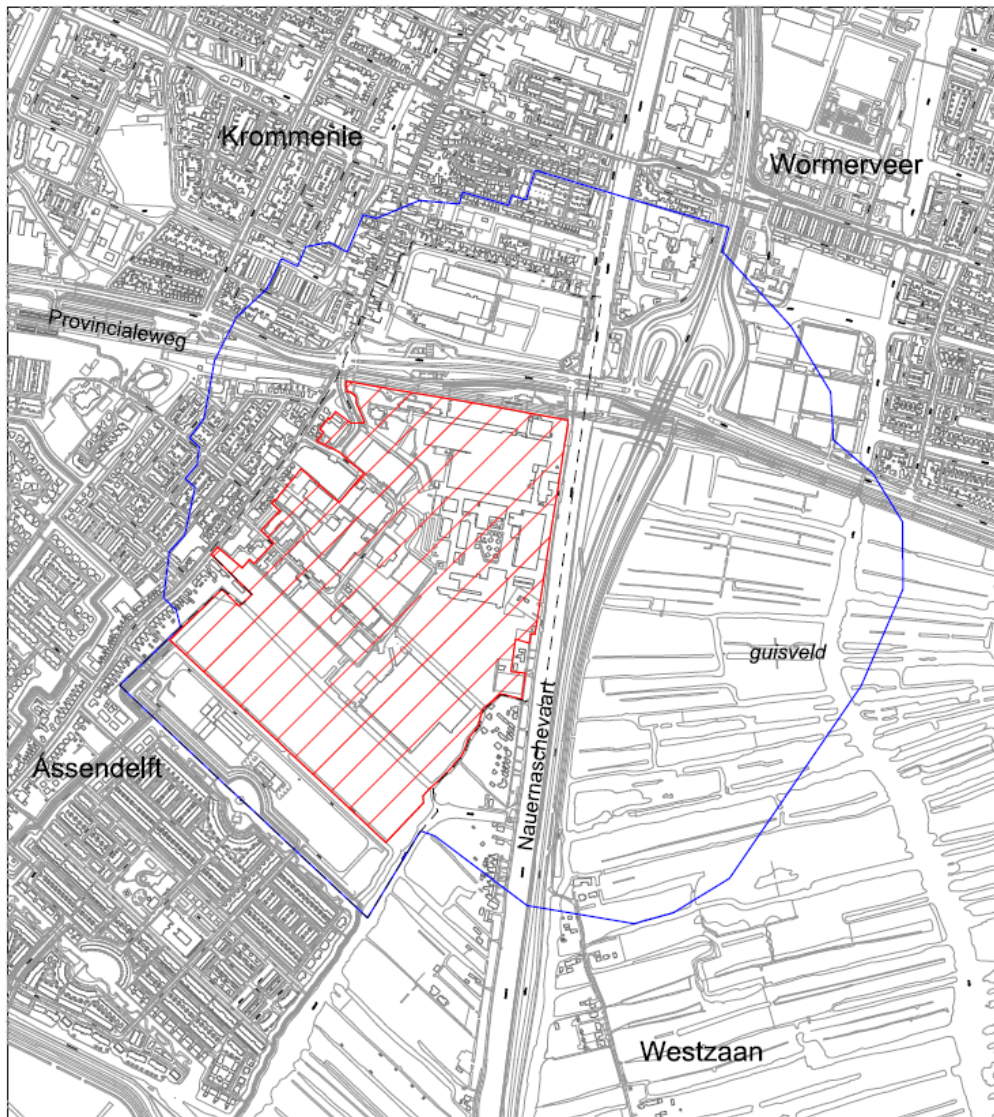 Krommenie
Wormerveer
Provincialeweg
guisveld
Nauernaschevaart
Assendelft
Westzaan